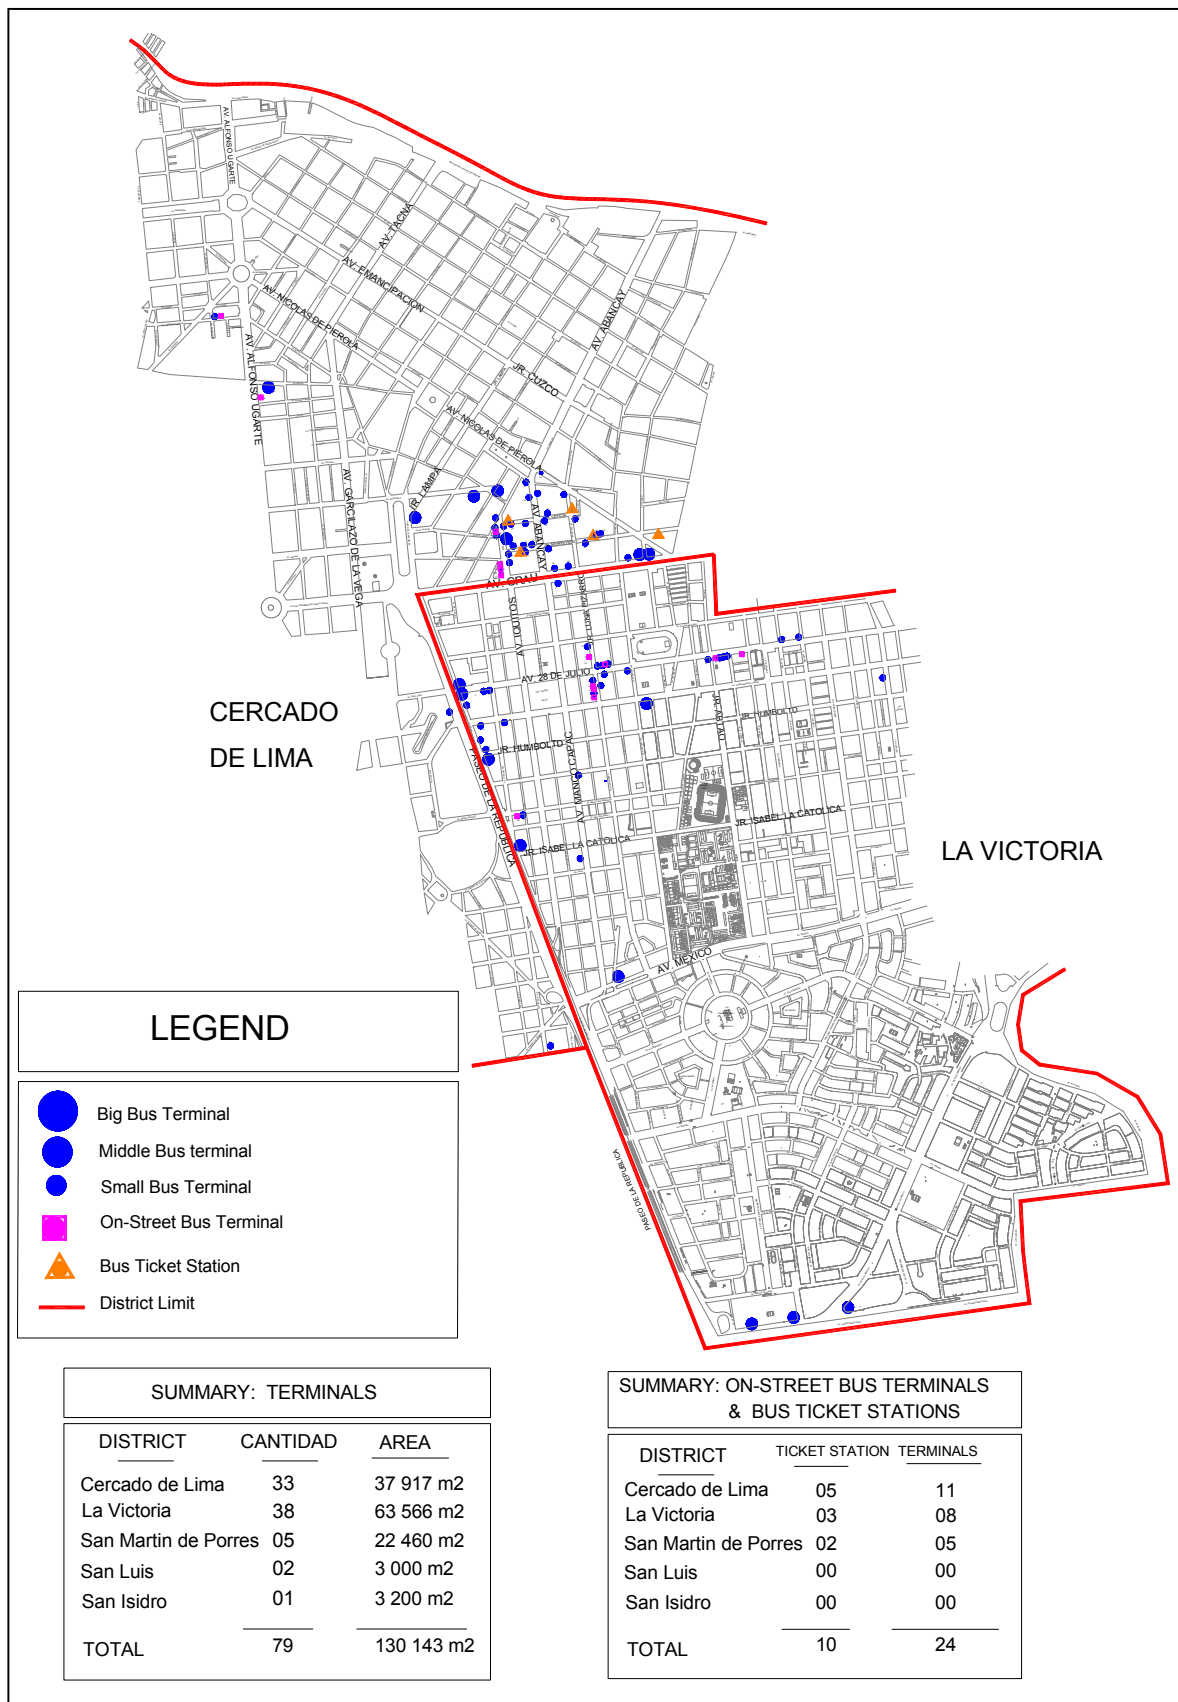 AV. ALFONSO UGARTE
AV. TACNA
AV. EMANCIPACION
AV. NICOLAS DE PIEROLA
AV. ABANCAY
AV. ALFONSO UGARTE
JR. CUZCO
AV. NICOLAS DE PIEROLA
JR. LAMPA
AV. GARCILAZO DE LA VEGA
AV. ABANCAY
AV. GRAU
AV. IQUITOS
JR. LUNA PIZARRO
AV. 28 DE JULIO
CERCADO
DE LIMA
JR. HUMBOLTD
JR. HUMBOLTD
PASEO DE LA REPUBLICA
AV. MANCO CAPAC
JR. ISABEL LA CATOLICA
JR. ISABEL LA CATOLICA
LA VICTORIA
AV. MEXICO
PASEO DE LA REPUBLICA
LEGEND
Big Bus Terminal
Middle Bus terminal
Small Bus Terminal
On-Street Bus Terminal
Bus Ticket Station
District Limit
SUMMARY: TERMINALS
DISTRICT CANTIDAD AREA
Cercado de Lima 33 37 917 m2
La Victoria 38 63 566 m2
San Martin de Porres 05 22 460 m2
San Luis 02 3 000 m2
San Isidro 01 3 200 m2
TOTAL 79 130 143 m2
SUMMARY: ON-STREET BUS TERMINALS
& BUS TICKET STATIONS
DISTRICT TICKET STATION TERMINALS
Cercado de Lima 05 11
La Victoria 03 08
San Martin de Porres 02 05
San Luis 00 00
San Isidro 00 00
TOTAL 10 24